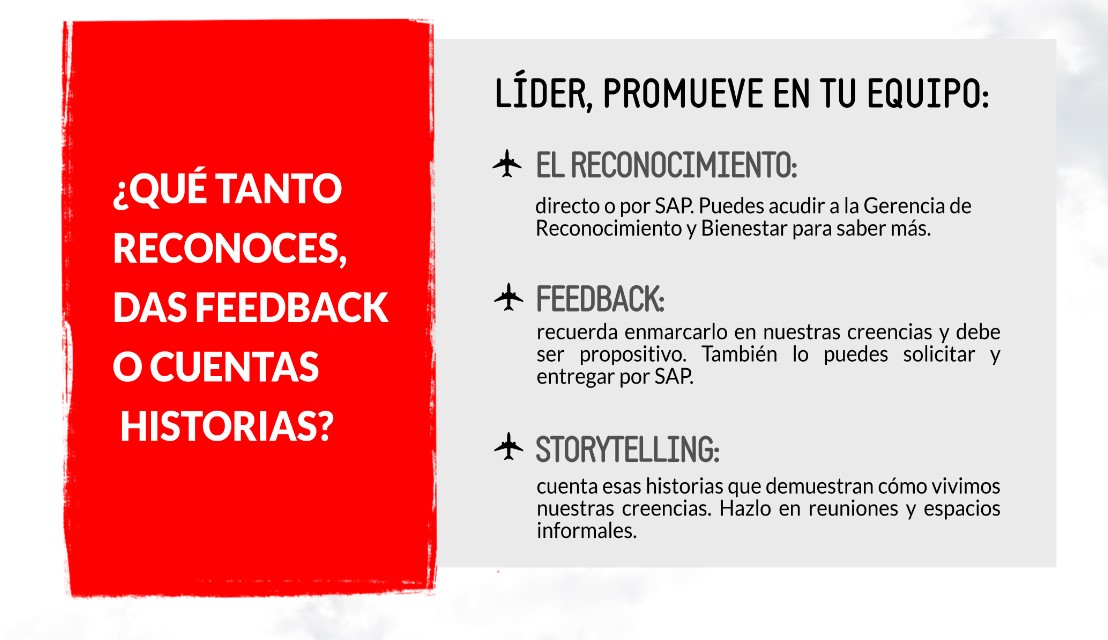 ¿QUÉ TANTO
RECONOCES,
DAS FEEDBACK
O CUENTAS
HISTORIAS?
LÍDER, PROMUEVE EN TU EQUIPO:
EL RECONOCIMIENTO:
directo o por SAP. Puedes acudir a la Gerencia de
Reconocimiento y Bienestar para saber más.
FEEDBACK:
recuerda enmarcarlo en nuestras creencias y debe
ser propositivo. También lo puedes solicitar y
entregar por SAP.
STORYTELLING:
cuenta esas historias que demuestran cómo vivimos
nuestras creencias. Hazlo en reuniones y espacios
informales.